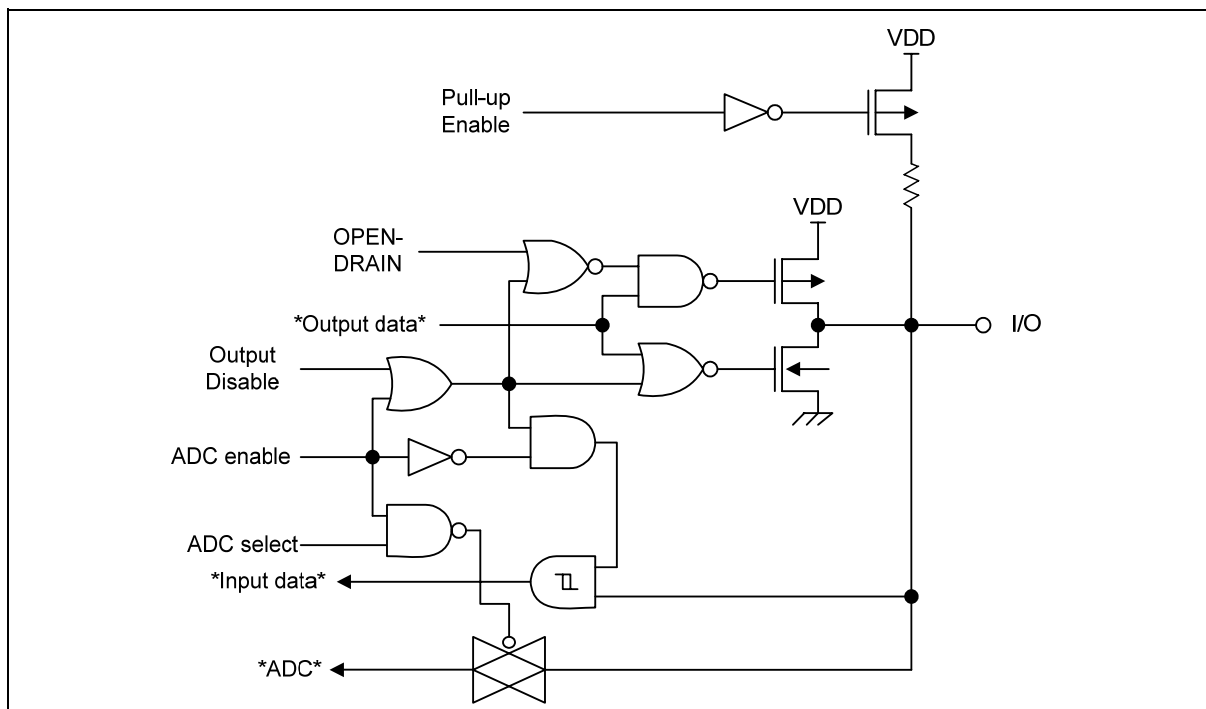 VDD
Pull-up
Enable
VDD
OPEN-
DRAIN
*Output data*
I/O
Output
Disable
ADC enable
ADC select
*Input data*
*ADC*